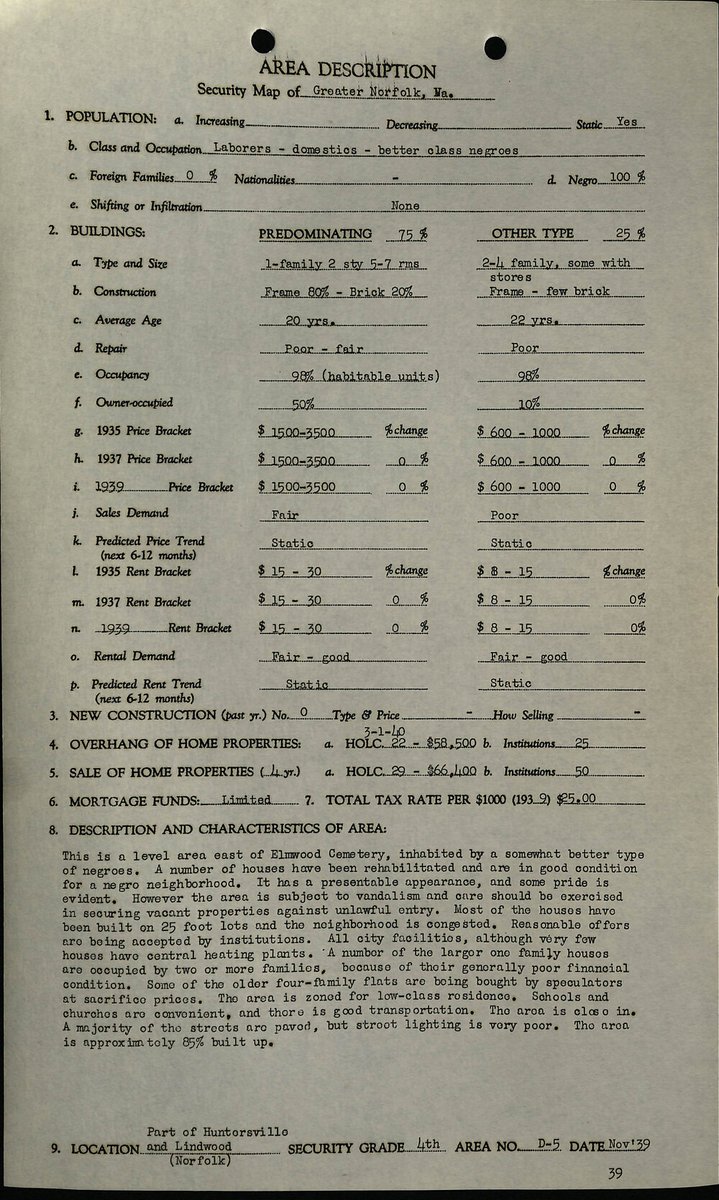 AREA DESCRIPTION
Security Map of Greater Norfolk, Va.
1. POPULATION: a. Increasing Decreasing Static Yes
b. Class and Occupation Laborers - domestics - better class negroes
c. Foreign Families 0 % Nationalities - d. Negro 100 %
e. Shifting or Infiltration None
2. BUILDINGS: PREDOMINATING 75 % OTHER TYPE 25 %
a. Type and Size 1-family 2 sty 5-7 rms 2-4 family, some with
stores
b. Construction Frame 80% - Brick 20% Frame - few brick
c. Average Age 20 yrs. 22 yrs.
d. Repair Poor - fair Poor
e. Occupancy 98% (habitable units) 98%
f. Owner-occupied 50% 10%
g. 1935 Price Bracket $ 1500-3500 % change $ 600 - 1000 % change
h. 1937 Price Bracket $ 1500-3500 0 % $ 600 - 1000 0 %
i. 1939 Price Bracket $ 1500-3500 0 % $ 600 - 1000 0 %
j. Sales Demand Fair Poor
k. Predicted Price Trend Static Static
(next 6-12 months)
l. 1935 Rent Bracket $ 15 - 30 % change $ 8 - 15 % change
m. 1937 Rent Bracket $ 15 - 30 0 % $ 8 - 15 0%
n. 1939 Rent Bracket $ 15 - 30 0 % $ 8 - 15 0%
o. Rental Demand Fair - good Fair - good
p. Predicted Rent Trend Static Static
(next 6-12 months)
3. NEW CONSTRUCTION (past yr.) No. 0 Type & Price - How Selling -
3-1-40
4. OVERHANG OF HOME PROPERTIES: a. HOLC. 22 - $58,500 b. Institutions 25
5. SALE OF HOME PROPERTIES ( 4 yr.) a. HOLC. 29 - $66,400 b. Institutions 50
6. MORTGAGE FUNDS: Limited 7. TOTAL TAX RATE PER $1000 (193 9) $25.00
8. DESCRIPTION AND CHARACTERISTICS OF AREA:
This is a level area east of Elmwood Cemetery, inhabited by a somewhat better type
of negroes. A number of houses have been rehabilitated and are in good condition
for a negro neighborhood. It has a presentable appearance, and some pride is
evident. However the area is subject to vandalism and care should be exercised
in securing vacant properties against unlawful entry. Most of the houses have
been built on 25 foot lots and the neighborhood is congested. Reasonable offers
are being accepted by institutions. All city facilities, although very few
houses have central heating plants. A number of the larger one family houses
are occupied by two or more families, because of their generally poor financial
condition. Some of the older four-family flats are being bought by speculators
at sacrifice prices. The area is zoned for low-class residence. Schools and
churches are convenient, and there is good transportation. The area is close in.
A majority of the streets are paved, but street lighting is very poor. The area
is approximately 85% built up.
Part of Huntersville
9. LOCATION and Lindwood SECURITY GRADE 4th AREA NO. D-5 DATE Nov'39
(Norfolk)
39